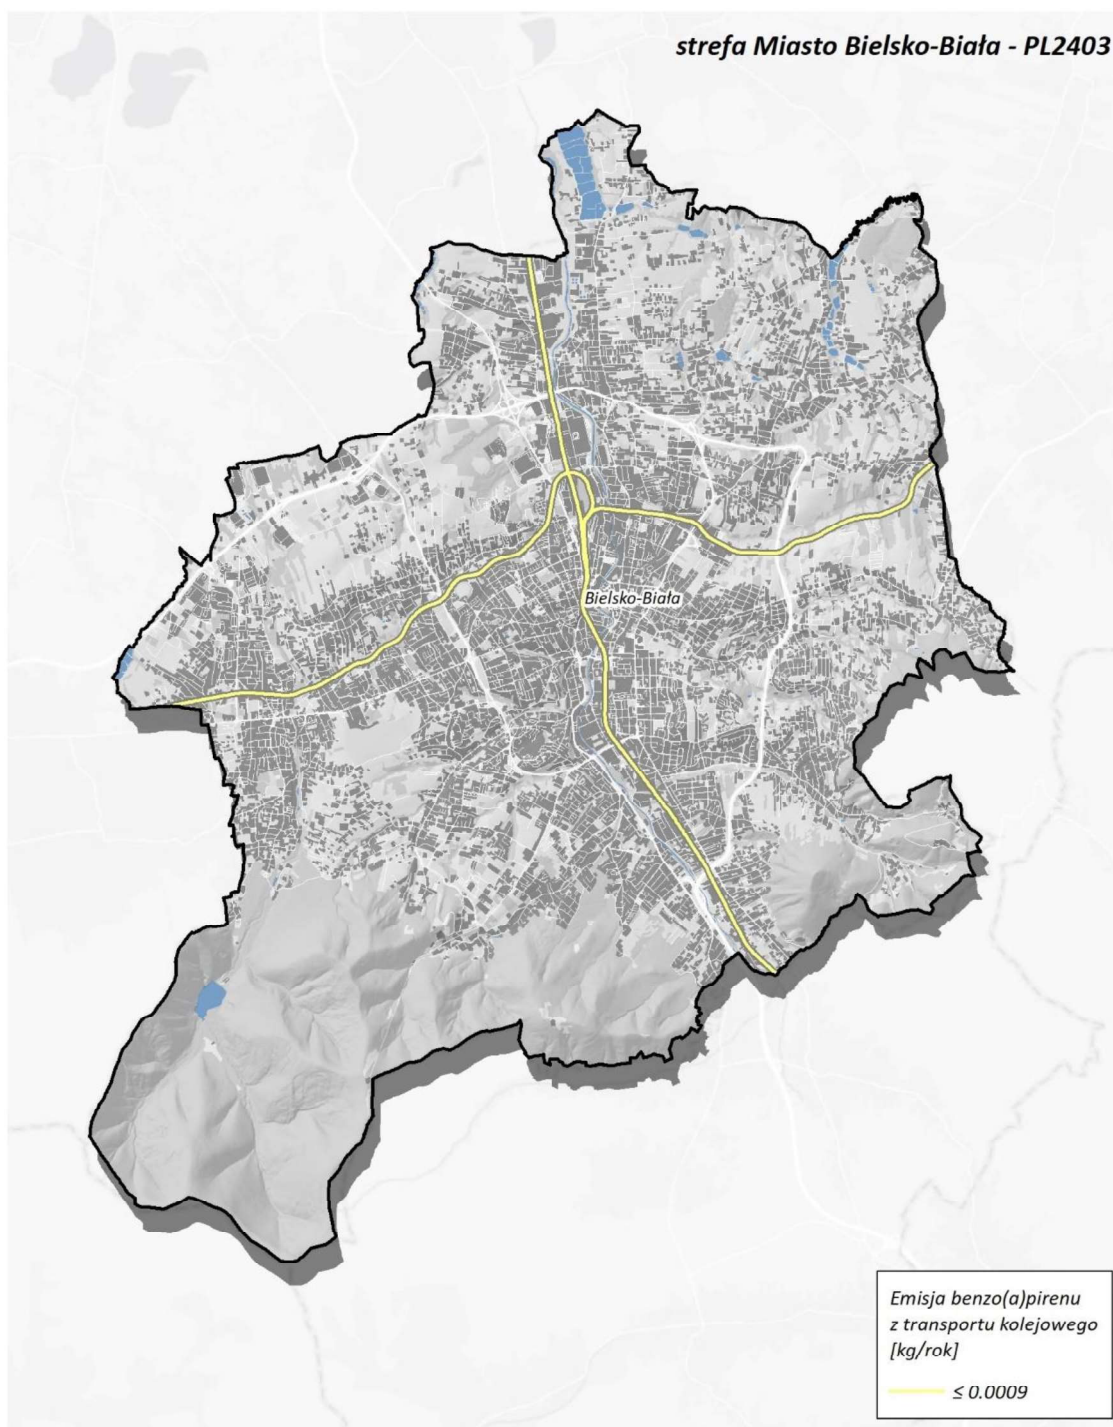 strefa Miasto Bielsko-Biała - PL2403
Bielsko-Biała
Emisja benzo(a)pirenu
z transportu kolejowego
[kg/rok]
≤ 0.0009